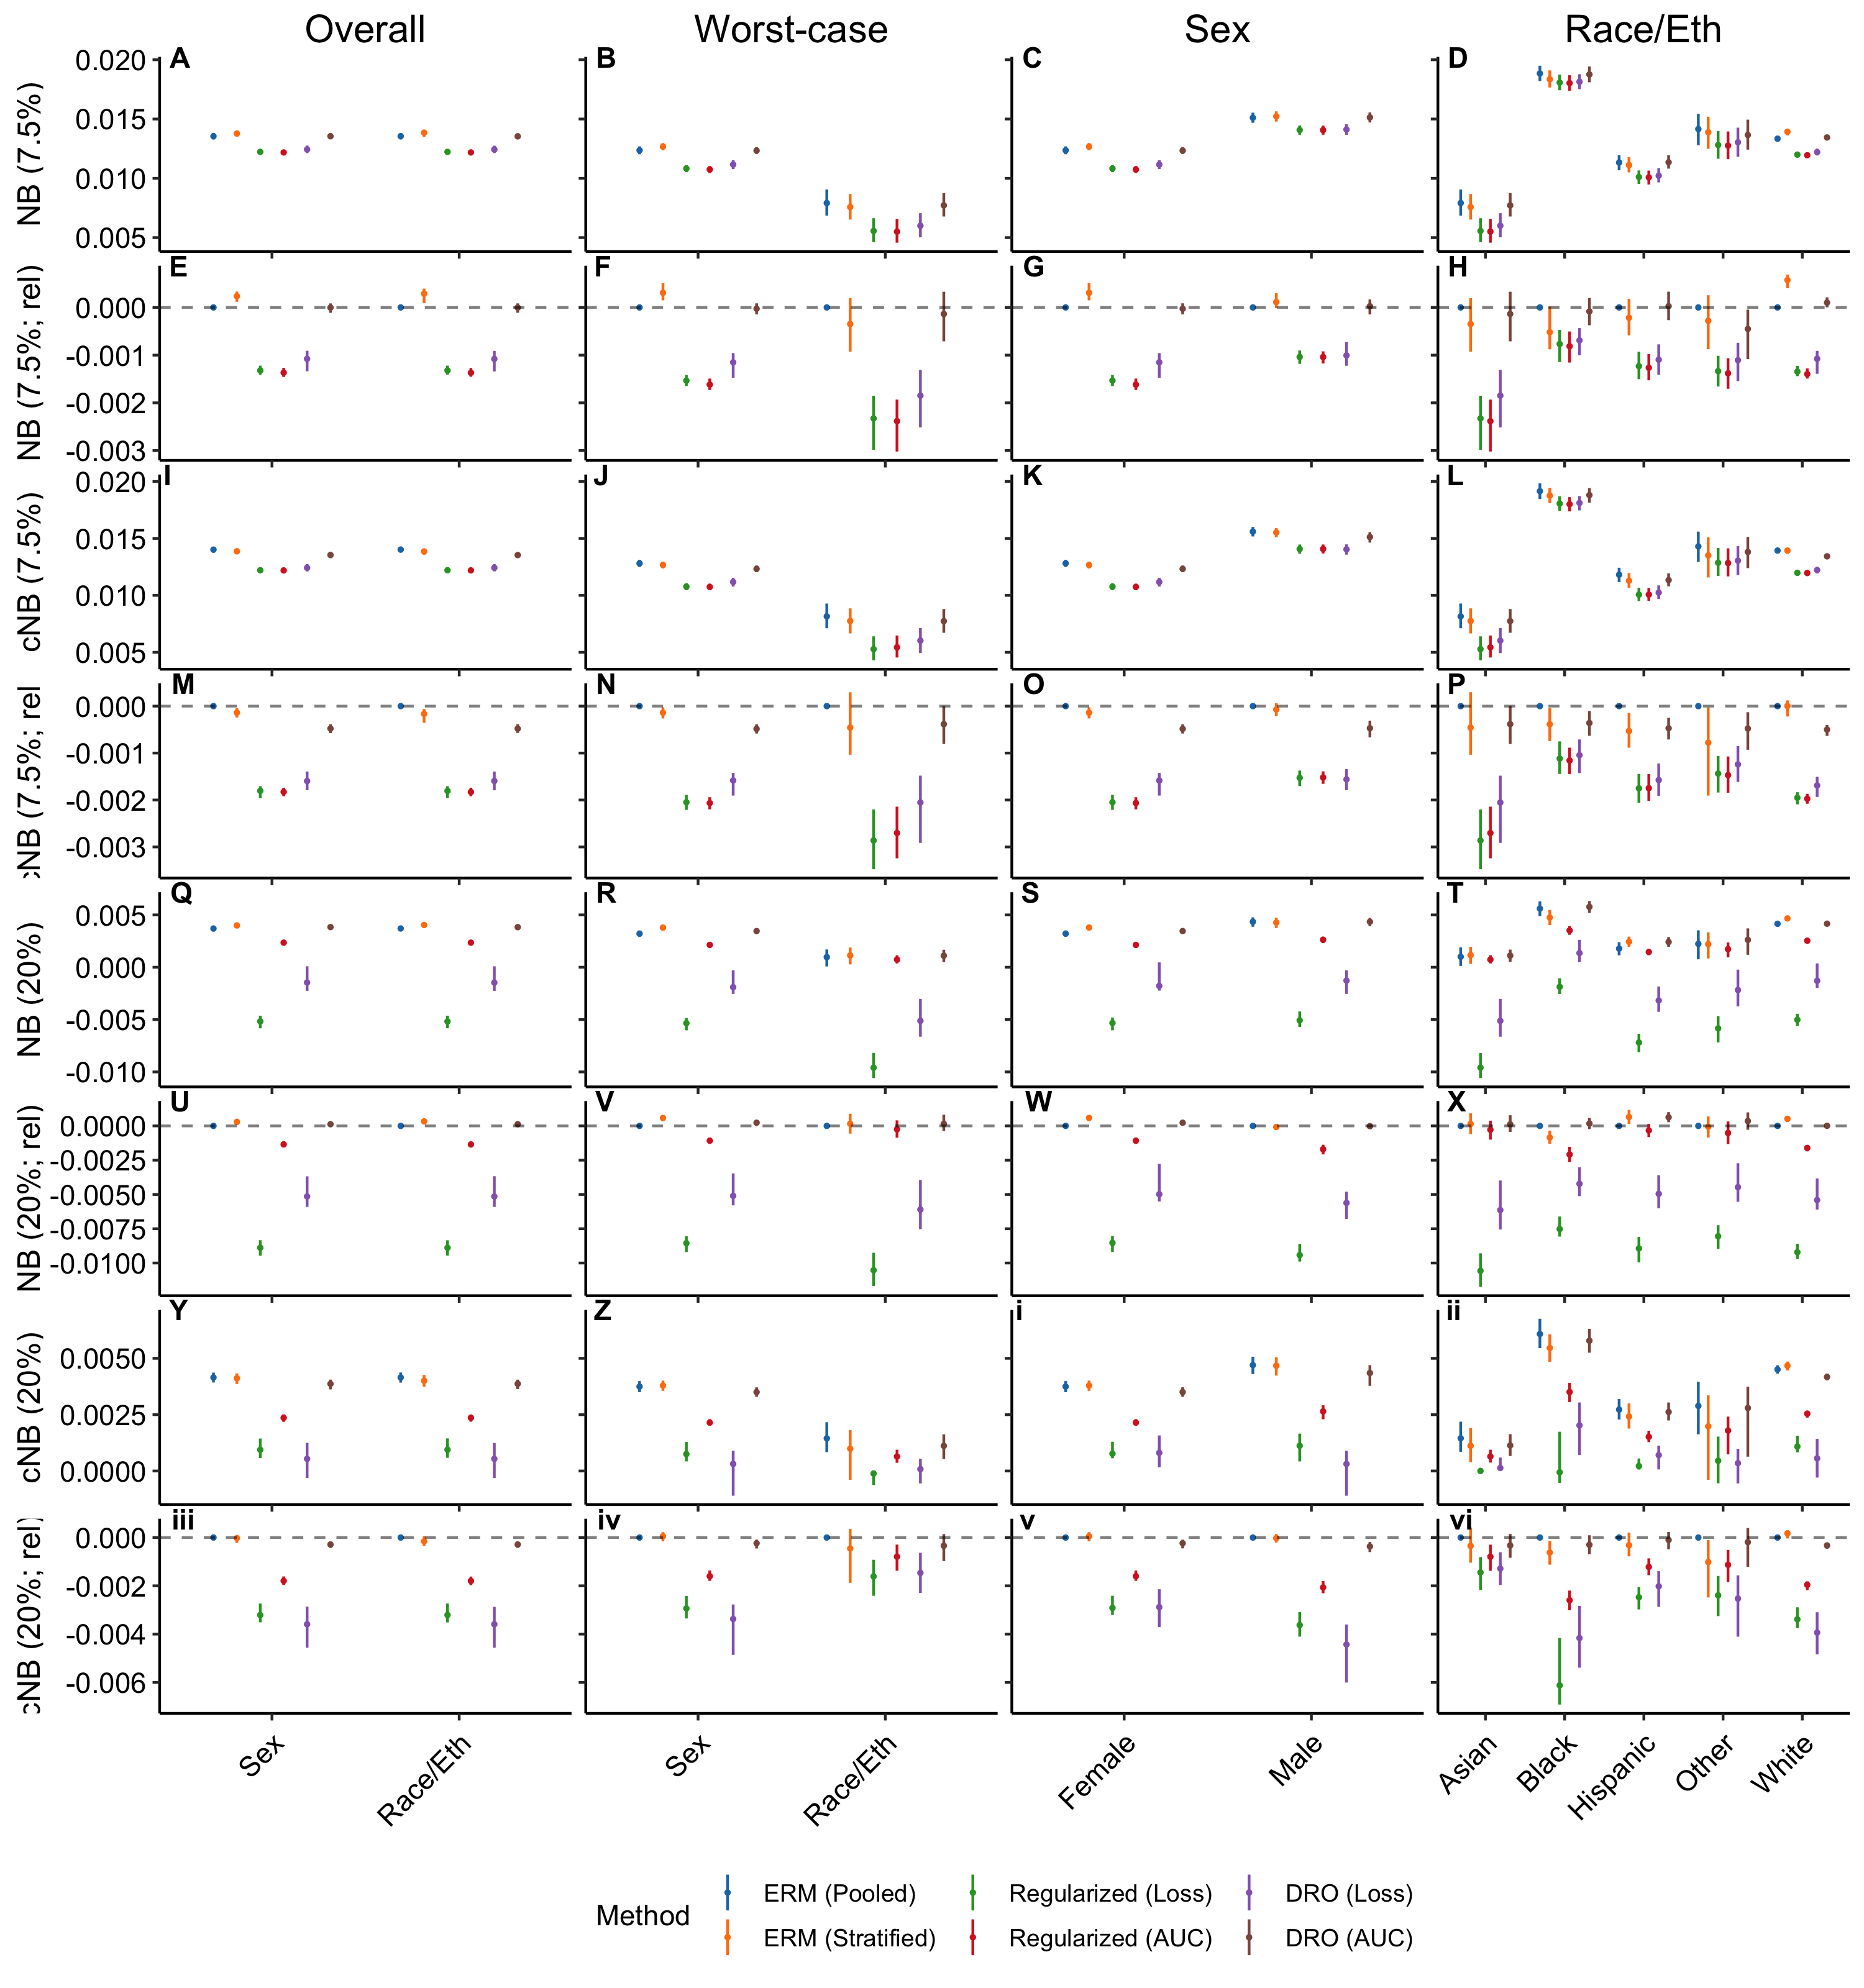 Overall Worst-case Sex Race/Eth
A B C D
NB (7.5%)
0.020
0.015
0.010
0.005
E F G H
NB (7.5%; rel)
0.000
-0.001
-0.002
-0.003
I J K L
cNB (7.5%)
0.020
0.015
0.010
0.005
M N O P
cNB (7.5%; rel
0.000
-0.001
-0.002
-0.003
Q R S T
NB (20%)
0.005
0.000
-0.005
-0.010
U V W X
NB (20%; rel)
0.0000
-0.0025
-0.0050
-0.0075
-0.0100
Y Z i ii
cNB (20%)
0.0050
0.0025
0.0000
iii iv v vi
cNB (20%; rel)
0.000
-0.002
-0.004
-0.006
Sex Race/Eth Sex Race/Eth Female Male Asian Black Hispanic Other White
Method
ERM (Pooled) Regularized (Loss) DRO (Loss)
ERM (Stratified) Regularized (AUC) DRO (AUC)